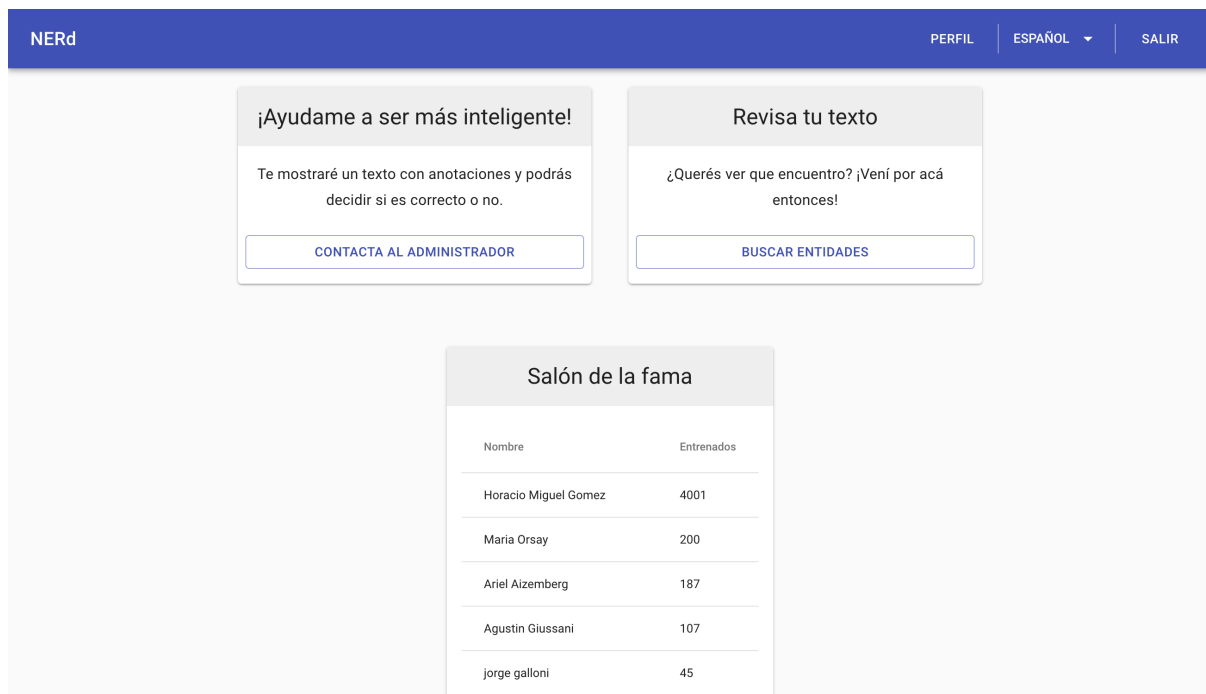 NERd
PERFIL
ESPAÑOL
SALIR
¡Ayudame a ser más inteligente!
Te mostraré un texto con anotaciones y podrás
decidir si es correcto o no.
CONTACTA AL ADMINISTRADOR
Revisa tu texto
¿Querés ver que encuentro? ¡Vení por acá
entonces!
BUSCAR ENTIDADES
Salón de la fama
Nombre Entrenados
Horacio Miguel Gomez 4001
Maria Orsay 200
Ariel Aizemberg 187
Agustin Giussani 107
jorge galloni 45